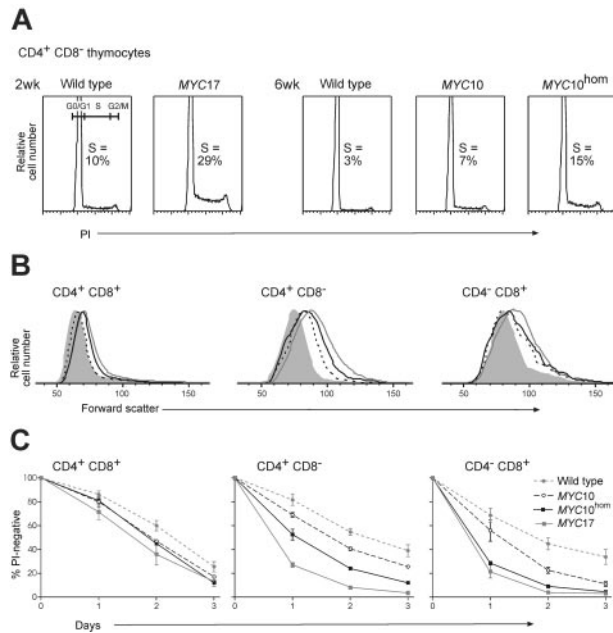 A
CD4+ CD8- thymocytes
2wk Wild type MYC17 6wk Wild type MYC10 MYC10hom
G0/G1 S G2/M
Relative cell number
S = 10%
S = 29%
S = 3%
S = 7%
S = 15%
PI
B
CD4+ CD8+ CD4+ CD8- CD4- CD8+
Relative cell number
50 100 150 50 100 150 50 100 150
Forward scatter
C
CD4+ CD8+ CD4+ CD8- CD4- CD8+
% PI-negative
100
80
60
40
20
0
Wild type
MYC10
MYC10hom
MYC17
0 1 2 3 0 1 2 3 0 1 2 3
Days